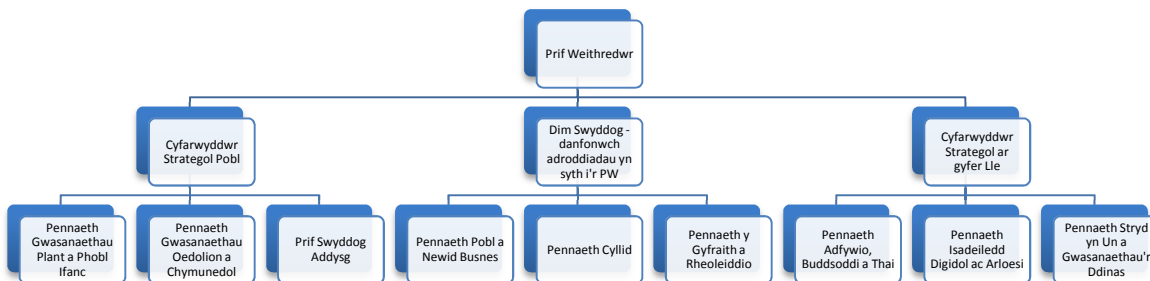 Prif Weithredwr
Cyfarwyddwr
Strategol Pobl
Dim Swyddog -
danfonwch
adroddiadau yn
syth i'r PW
Cyfarwyddwr
Strategol ar
gyfer Lle
Pennaeth
Gwasanaethau
Plant a Phobl
Ifanc
Pennaeth
Gwasanaethau
Oedolion a
Chymunedol
Prif Swyddog
Addysg
Pennaeth Pobl a
Newid Busnes
Pennaeth Cyllid
Pennaeth y
Gyfraith a
Rheoleiddio
Pennaeth
Adfywio,
Buddsoddi a Thai
Pennaeth
Isadeiledd
Digidol ac Arloesi
Pennaeth Stryd
yn Un a
Gwasanaethau'r
Ddinas